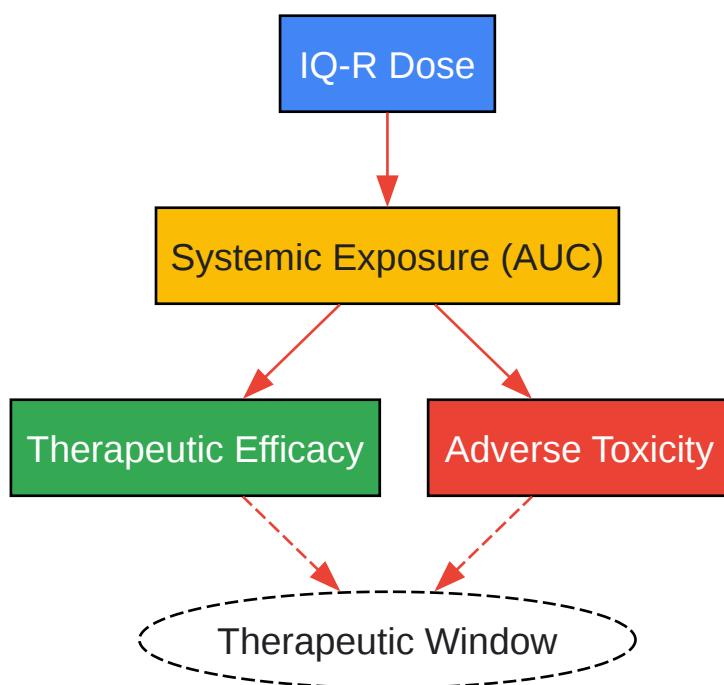 IQ-R Dose
Systemic Exposure (AUC)
Therapeutic Efficacy
Adverse Toxicity
Therapeutic Window